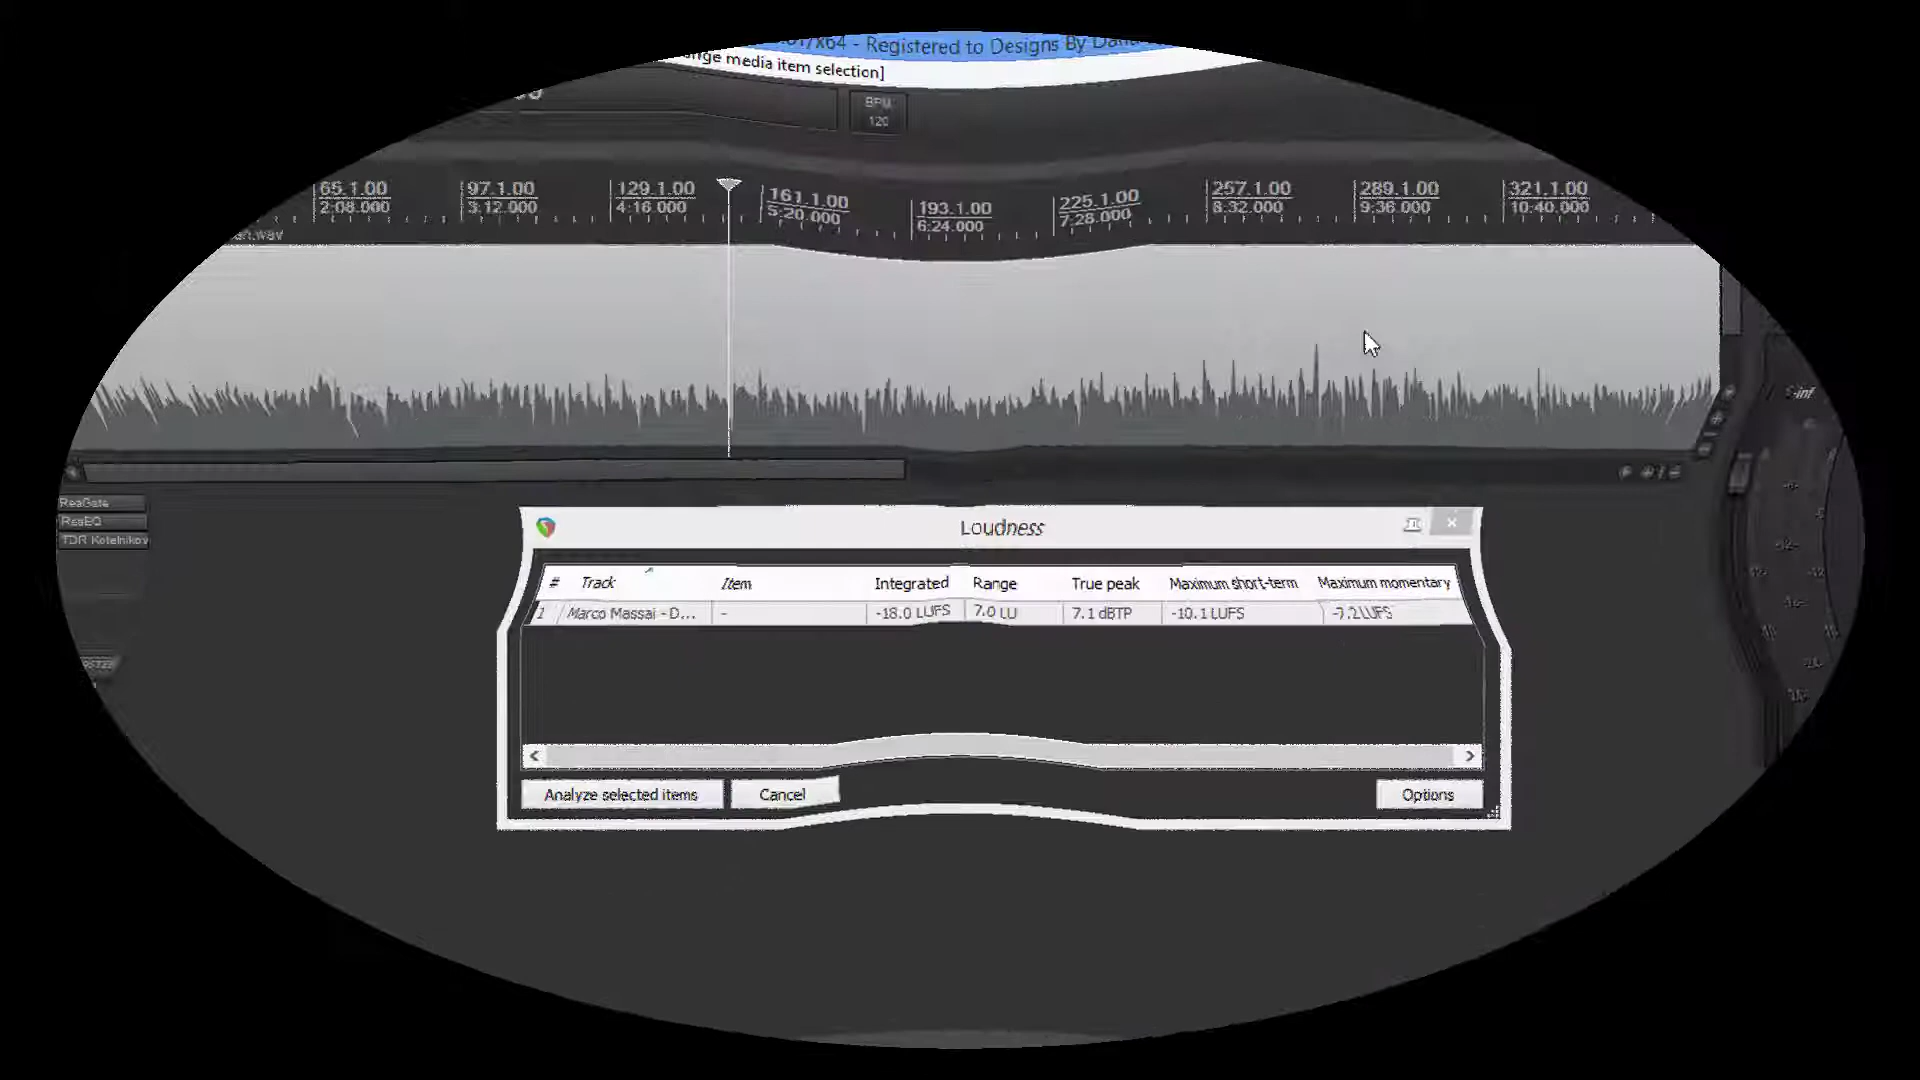 x64 - Registered to Designs By
nge media item selection]
BPM
120
65.1.00 97.1.00 129.1.00 161.1.00 193.1.00 225.1.00 257.1.00 289.1.00 321.1.00
2:08.000 3:12.000 4:16.000 5:20.000 6:24.000 7:28.000 8:32.000 9:36.000 10:40.000
-inf
ReaGate
ReaEQ
TDR Kotelnikov
Loudness
# Track Item Integrated Range True peak Maximum short-term Maximum momentary
1 Marco Massai - D... - -18.0 LUFS 7.0 LU 7.1 dBTP -10.1 LUFS -7.2 LUFS
Analyze selected items Cancel Options